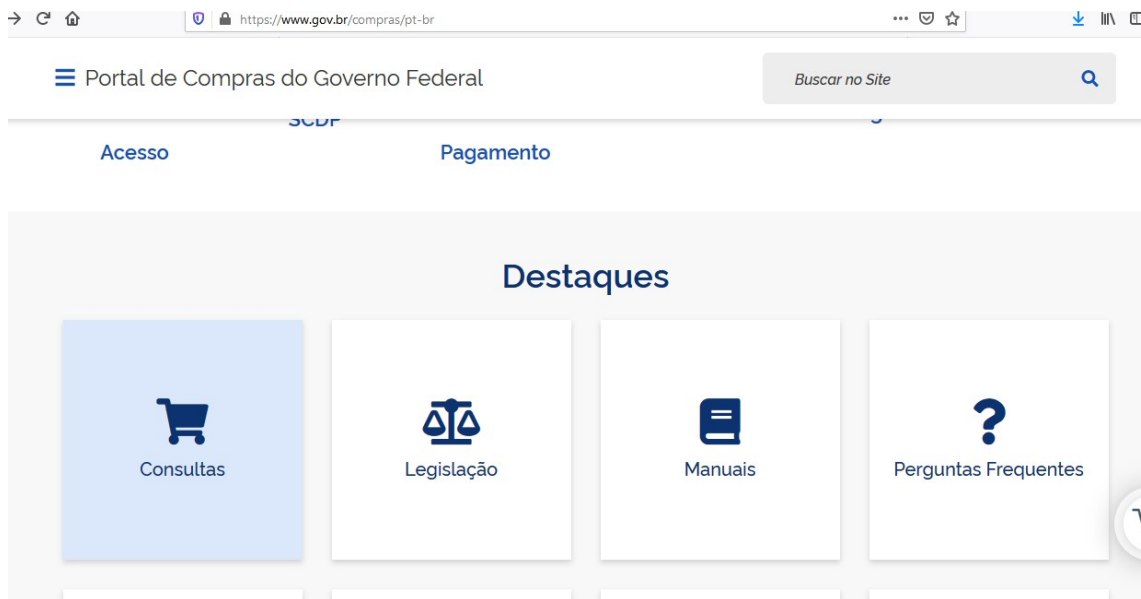 https://www.gov.br/compras/pt-br
Portal de Compras do Governo Federal
Buscar no Site
SCDP
Acesso
Pagamento
Destaques
Consultas
Legislação
Manuais
Perguntas Frequentes